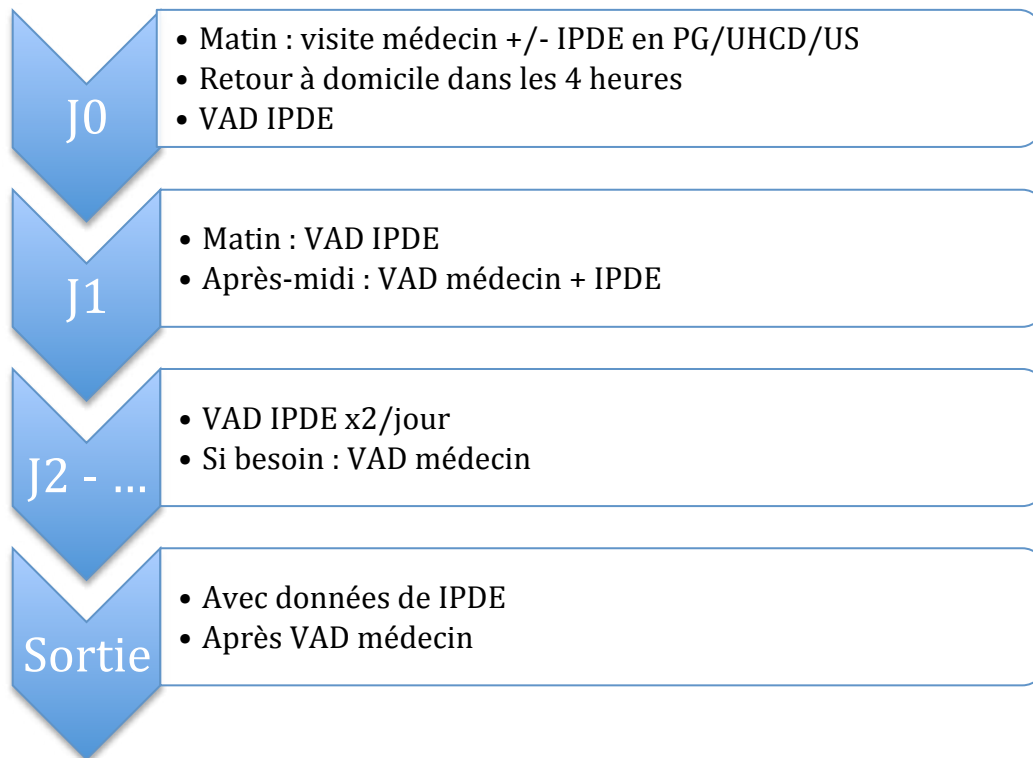 J0
• Matin : visite médecin +/- IPDE en PG/UHCD/US
• Retour à domicile dans les 4 heures
• VAD IPDE
J1
• Matin : VAD IPDE
• Après-midi : VAD médecin + IPDE
J2 - ...
• VAD IPDE x2/jour
• Si besoin : VAD médecin
Sortie
• Avec données de IPDE
• Après VAD médecin